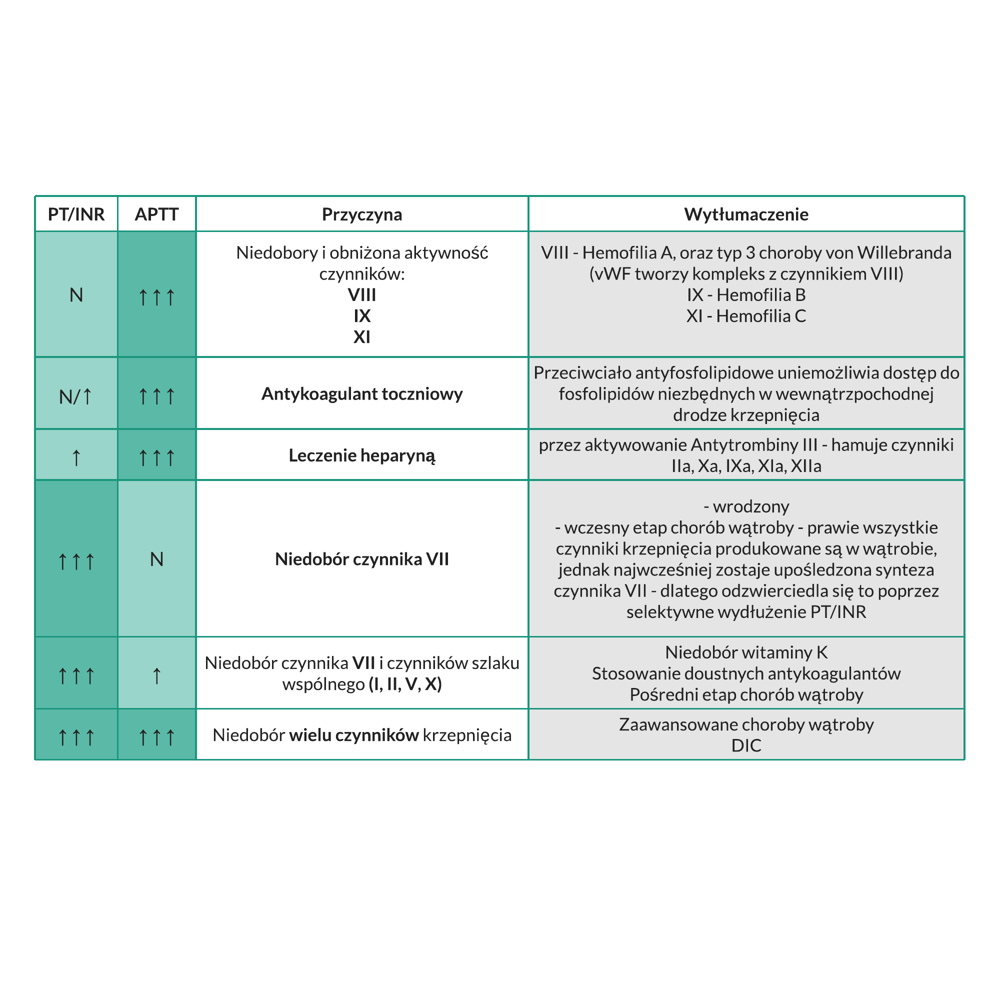 PT/INR APTT Przyczyna Wytłumaczenie
N ↑↑↑
Niedobory i obniżona aktywność
czynników:
VIII
IX
XI
VIII - Hemofilia A, oraz typ 3 choroby von Willebranda
(vWF tworzy kompleks z czynnikiem VIII)
IX - Hemofilia B
XI - Hemofilia C
N/↑ ↑↑↑ Antykoagulant toczniowy
Przeciwciało antyfosfolipidowe uniemożliwia dostęp do
fosfolipidów niezbędnych w wewnątrzpochodnej
drodze krzepnięcia
↑ ↑↑↑ Leczenie heparyną
przez aktywowanie Antytrombiny III - hamuje czynniki
IIa, Xa, IXa, XIa, XIIa
↑↑↑ N Niedobór czynnika VII
- wrodzony
- wczesny etap chorób wątroby - prawie wszystkie
czynniki krzepnięcia produkowane są w wątrobie,
jednak najwcześniej zostaje upośledzona synteza
czynnika VII - dlatego odzwierciedla się to poprzez
selektywne wydłużenie PT/INR
↑↑↑ ↑
Niedobór czynnika VII i czynników szlaku
wspólnego (I, II, V, X)
Niedobór witaminy K
Stosowanie doustnych antykoagulantów
Pośredni etap chorób wątroby
↑↑↑ ↑↑↑ Niedobór wielu czynników krzepnięcia
Zaawansowane choroby wątroby
DIC